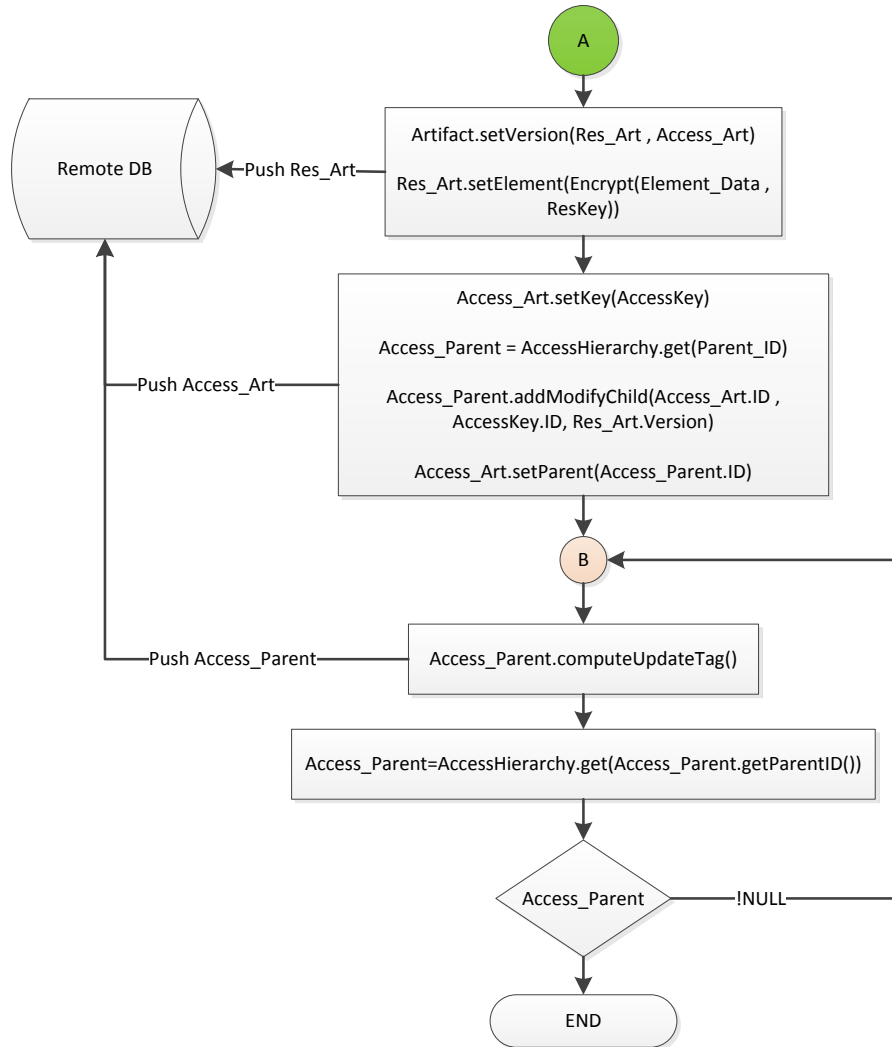 A
Artifact.setVersion(Res_Art , Access_Art)
Res_Art.setElement(Encrypt(Element_Data ,
ResKey))
Remote DB
Push Res_Art
Access_Art.setKey(AccessKey)
Access_Parent = AccessHierarchy.get(Parent_ID)
Access_Parent.addModifyChild(Access_Art.ID ,
AccessKey.ID, Res_Art.Version)
Access_Art.setParent(Access_Parent.ID)
Push Access_Art
B
Push Access_Parent
Access_Parent.computeUpdateTag()
Access_Parent=AccessHierarchy.get(Access_Parent.getParentID())
Access_Parent
!NULL
END